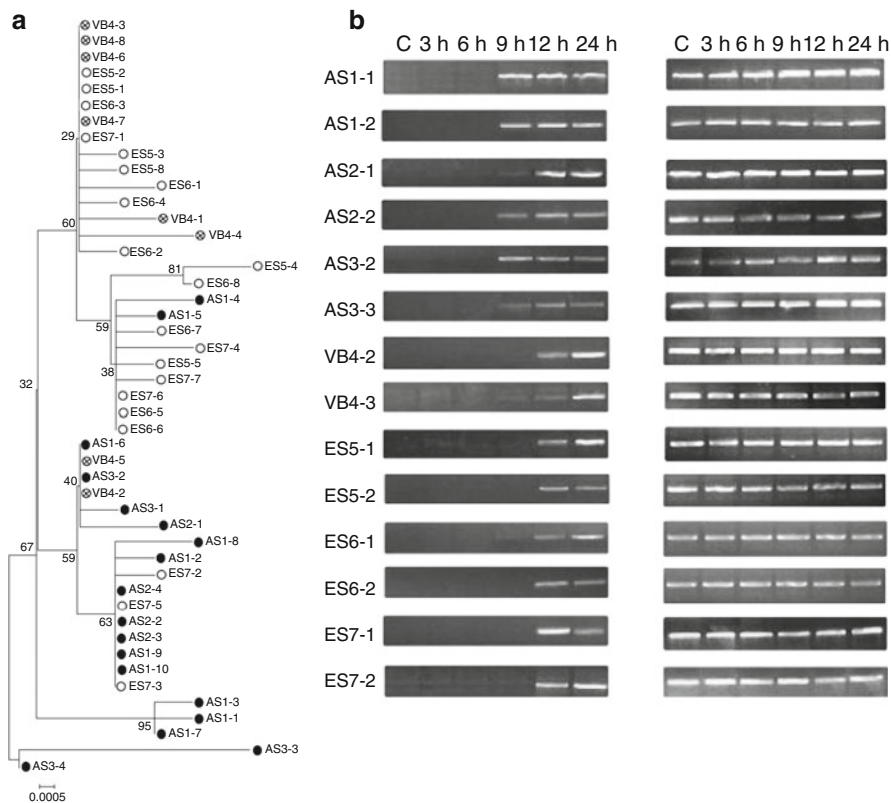 a
VB4-3
VB4-8
VB4-6
ES5-2
ES5-1
ES6-3
VB4-7
29
ES7-1
ES5-3
ES5-8
ES6-1
ES6-4
60
VB4-1
VB4-4
ES6-2
81
ES5-4
ES6-8
AS1-4
59
AS1-5
ES6-7
ES7-4
38
ES5-5
ES7-7
32
ES7-6
ES6-5
ES6-6
AS1-6
VB4-5
40
AS3-2
VB4-2
AS3-1
AS2-1
67
59
AS1-8
AS1-2
ES7-2
AS2-4
ES7-5
63
AS2-2
AS2-3
AS1-9
AS1-10
ES7-3
AS1-3
95
AS1-1
AS1-7
AS3-3
AS3-4
0.0005
b
C 3 h 6 h 9 h 12 h 24 h
C 3 h 6 h 9 h 12 h 24 h
AS1-1
AS1-2
AS2-1
AS2-2
AS3-2
AS3-3
VB4-2
VB4-3
ES5-1
ES5-2
ES6-1
ES6-2
ES7-1
ES7-2